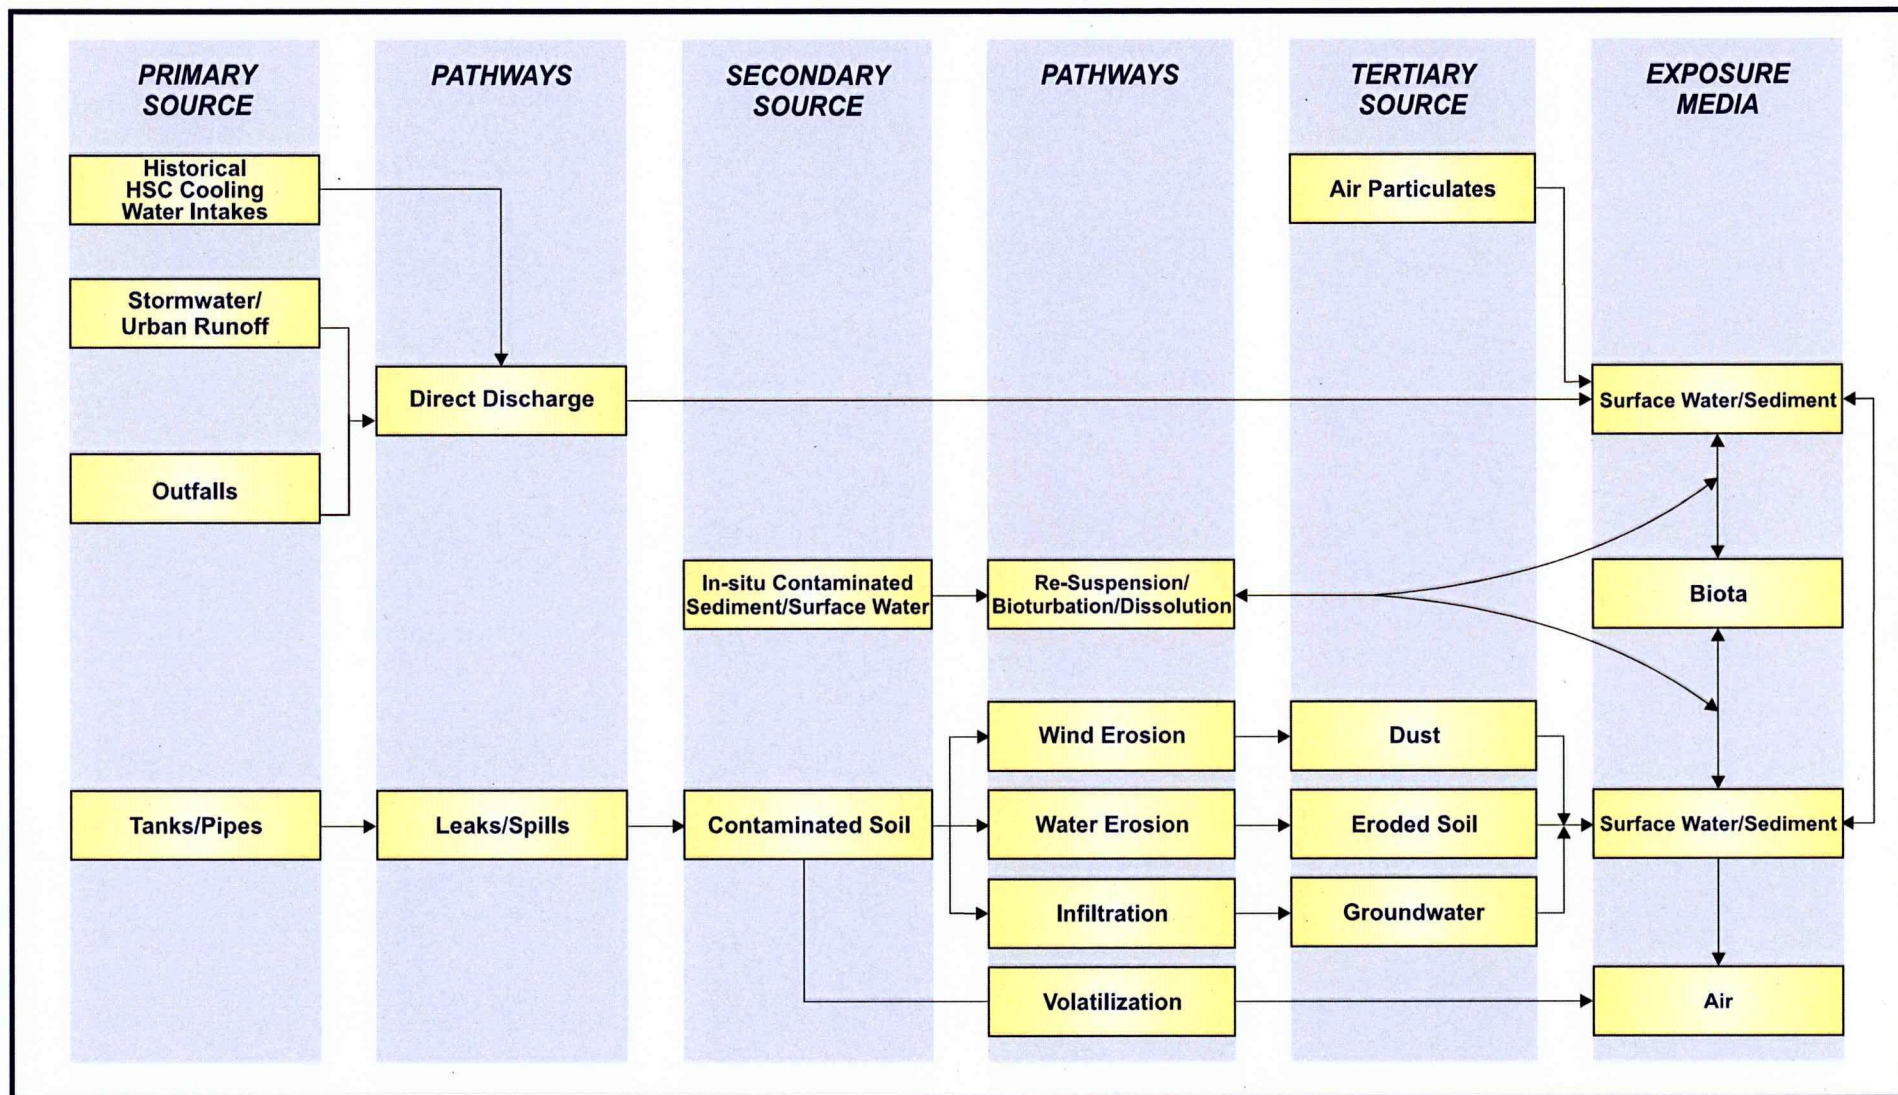 PRIMARY
SOURCE
PATHWAYS
SECONDARY
SOURCE
PATHWAYS
TERTIARY
SOURCE
EXPOSURE
MEDIA
Historical
HSC Cooling
Water Intakes
Air Particulates
Stormwater/
Urban Runoff
Direct Discharge
Surface Water/Sediment
Outfalls
In-situ Contaminated
Sediment/Surface Water
Re-Suspension/
Bioturbation/Dissolution
Biota
Wind Erosion
Dust
Tanks/Pipes
Leaks/Spills
Contaminated Soil
Water Erosion
Eroded Soil
Surface Water/Sediment
Infiltration
Groundwater
Volatilization
Air